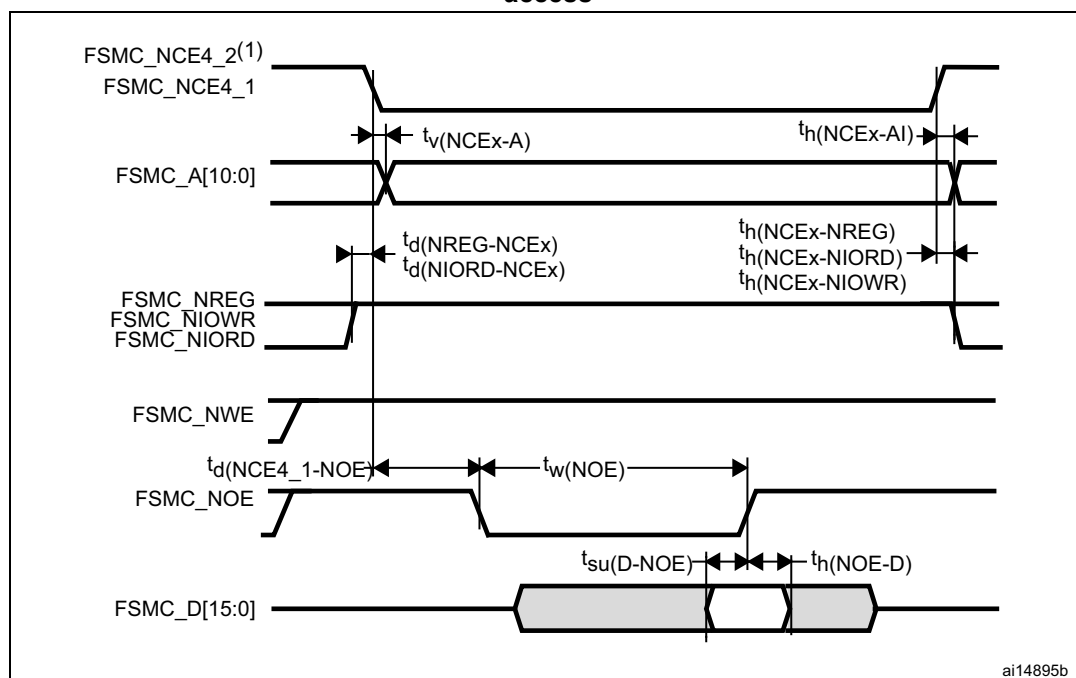 access
FSMC_NCE4_2(1)
FSMC_NCE4_1
tv(NCEx-A)
th(NCEx-AI)
FSMC_A[10:0]
td(NREG-NCEx)
td(NIORD-NCEx)
th(NCEx-NREG)
th(NCEx-NIORD)
th(NCEx-NIOWR)
FSMC_NREG
FSMC_NIOWR
FSMC_NIORD
FSMC_NWE
td(NCE4_1-NOE)
tw(NOE)
FSMC_NOE
tsu(D-NOE)
th(NOE-D)
FSMC_D[15:0]
ai14895b